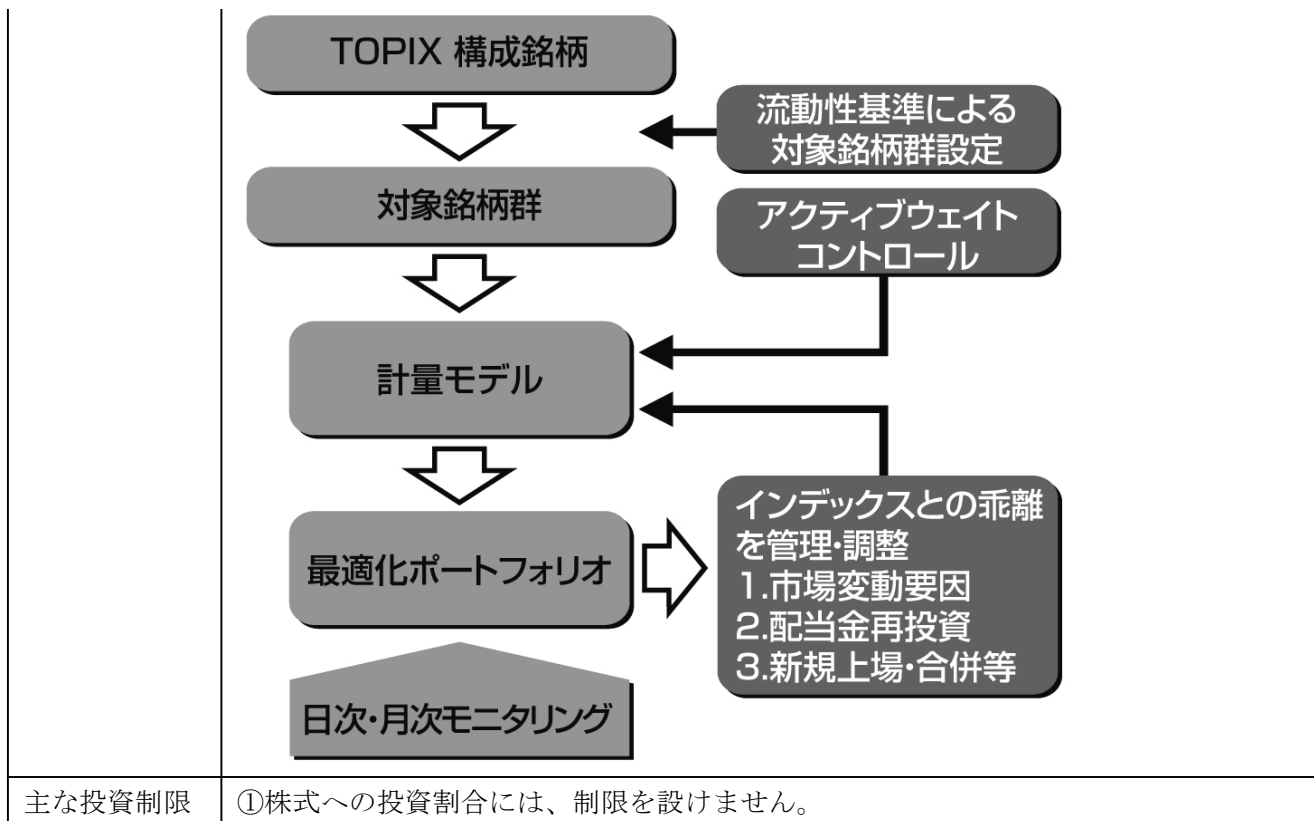 TOPIX 構成銘柄
流動性基準による
対象銘柄群設定
対象銘柄群
アクティブウェイト
コントロール
計量モデル
最適化ポートフォリオ
インデックスとの乖離
を管理・調整
1.市場変動要因
2.配当金再投資
3.新規上場・合併等
日次・月次モニタリング
主な投資制限
①株式への投資割合には、制限を設けません。